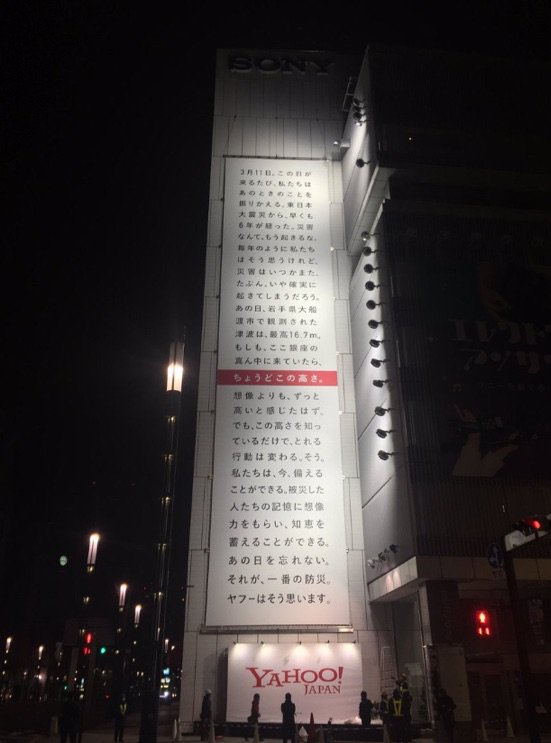 SONY
3月11日。この日が
来るたび、私たちは
あのときのことを
振りかえる。東日本
大震災から、早くも
6年が経った。災害
なんて、もう起きるな。
毎年のように私たち
はそう思うけれど、
災害はいつかまた、
たぶん、いや確実に
起きてしまうだろう。
あの日、岩手県大船
渡市で観測された
津波は、最高16.7m。
もしも、ここ銀座の
真ん中に来ていたら、
ちょうどこの高さ。
想像よりも、ずっと
高いと感じたはず。
でも、この高さを知っ
ているだけで、とれる
行動は変わる。そう。
私たちは、今、備える
ことができる。被災した
人たちの記憶に想像
力をもらい、知恵を
蓄えることができる。
あの日を忘れない。
それが、一番の防災。
ヤフーはそう思います。
YAHOO!
JAPAN